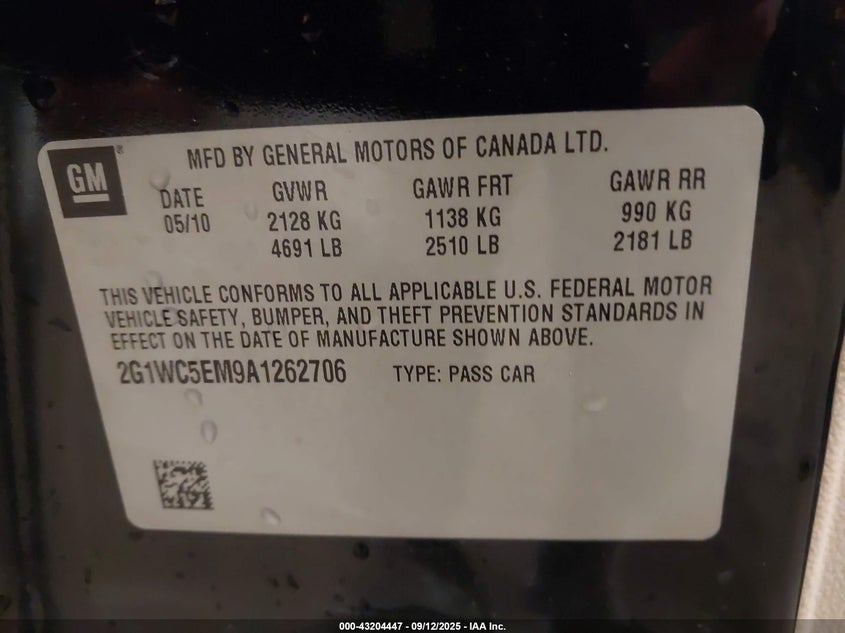 GM
MFD BY GENERAL MOTORS OF CANADA LTD.
DATE GVWR GAWR FRT GAWR RR
05/10 2128 KG 1138 KG 990 KG
4691 LB 2510 LB 2181 LB
THIS VEHICLE CONFORMS TO ALL APPLICABLE U.S. FEDERAL MOTOR
VEHICLE SAFETY, BUMPER, AND THEFT PREVENTION STANDARDS IN
EFFECT ON THE DATE OF MANUFACTURE SHOWN ABOVE.
2G1WC5EM9A1262706 TYPE: PASS CAR
000-43204447 - 09/12/2025 - IAA Inc.